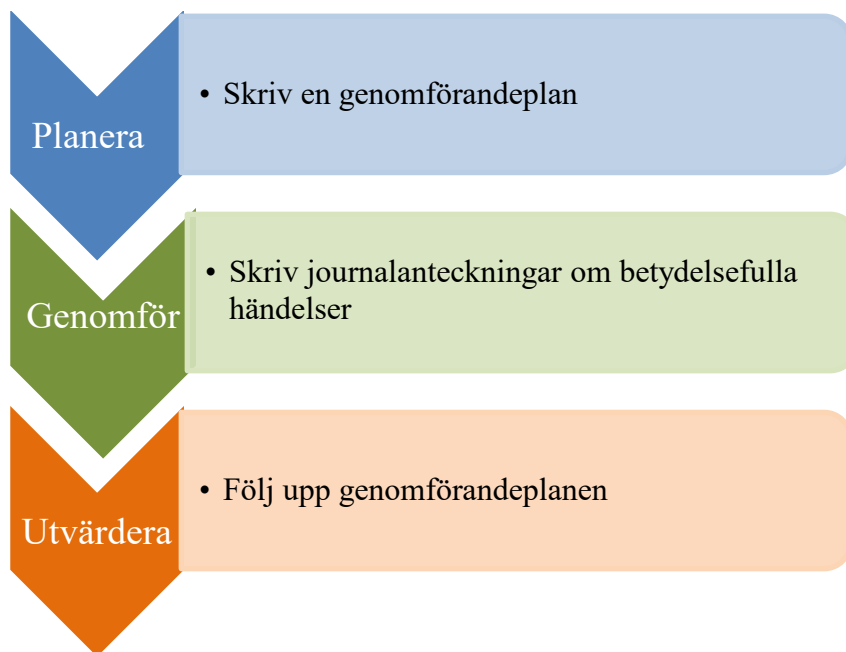 Planera
• Skriv en genomförandeplan
Genomför
• Skriv journalanteckningar om betydelsefulla
händelser
Utvärdera
• Följ upp genomförandeplanen